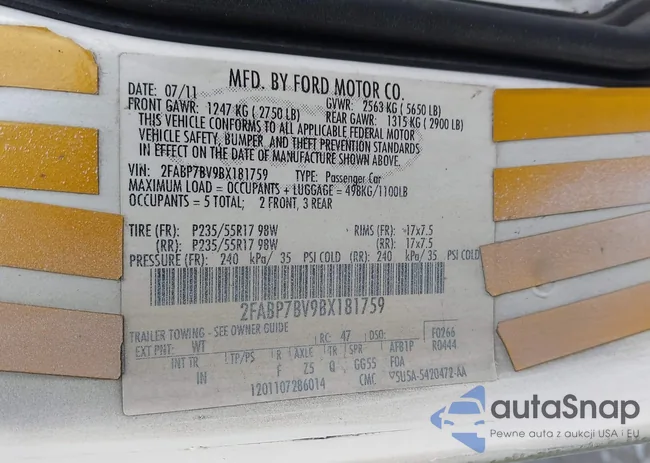 MFD. BY FORD MOTOR CO.
DATE: 07/11 GVWR: 2563 KG ( 5650 LB)
FRONT GAWR: 1247 KG ( 2750 LB) REAR GAWR: 1315 KG ( 2900 LB)
THIS VEHICLE CONFORMS TO ALL APPLICABLE FEDERAL MOTOR
VEHICLE SAFETY, BUMPER, AND THEFT PREVENTION STANDARDS
IN EFFECT ON THE DATE OF MANUFACTURE SHOWN ABOVE.
VIN: 2FABP7BV9BX181759 TYPE: Passenger Car
MAXIMUM LOAD = OCCUPANTS + LUGGAGE = 498KG/1100LB
OCCUPANTS = 5 TOTAL; 2 FRONT, 3 REAR
TIRE (FR): P235/55R17 98W RIMS (FR): 17x7.5
(RR): P235/55R17 98W (RR): 17x7.5
PRESSURE (FR): 240 kPa/ 35 PSI COLD (RR): 240 kPa/ 35 PSI COLD
2FABP7BV9BX181759
TRAILER TOWING - SEE OWNER GUIDE
EXT PNT: WT RC: 47 DSO: F0266
INT TR TP/PS R AXLE TR SPR AFB1P R0444
IN F Z5 Q GG55 FOA
1201107286014 CMC 5U5A-5420472-AA
autaSnap
Pewne auta z aukcji USA i EU